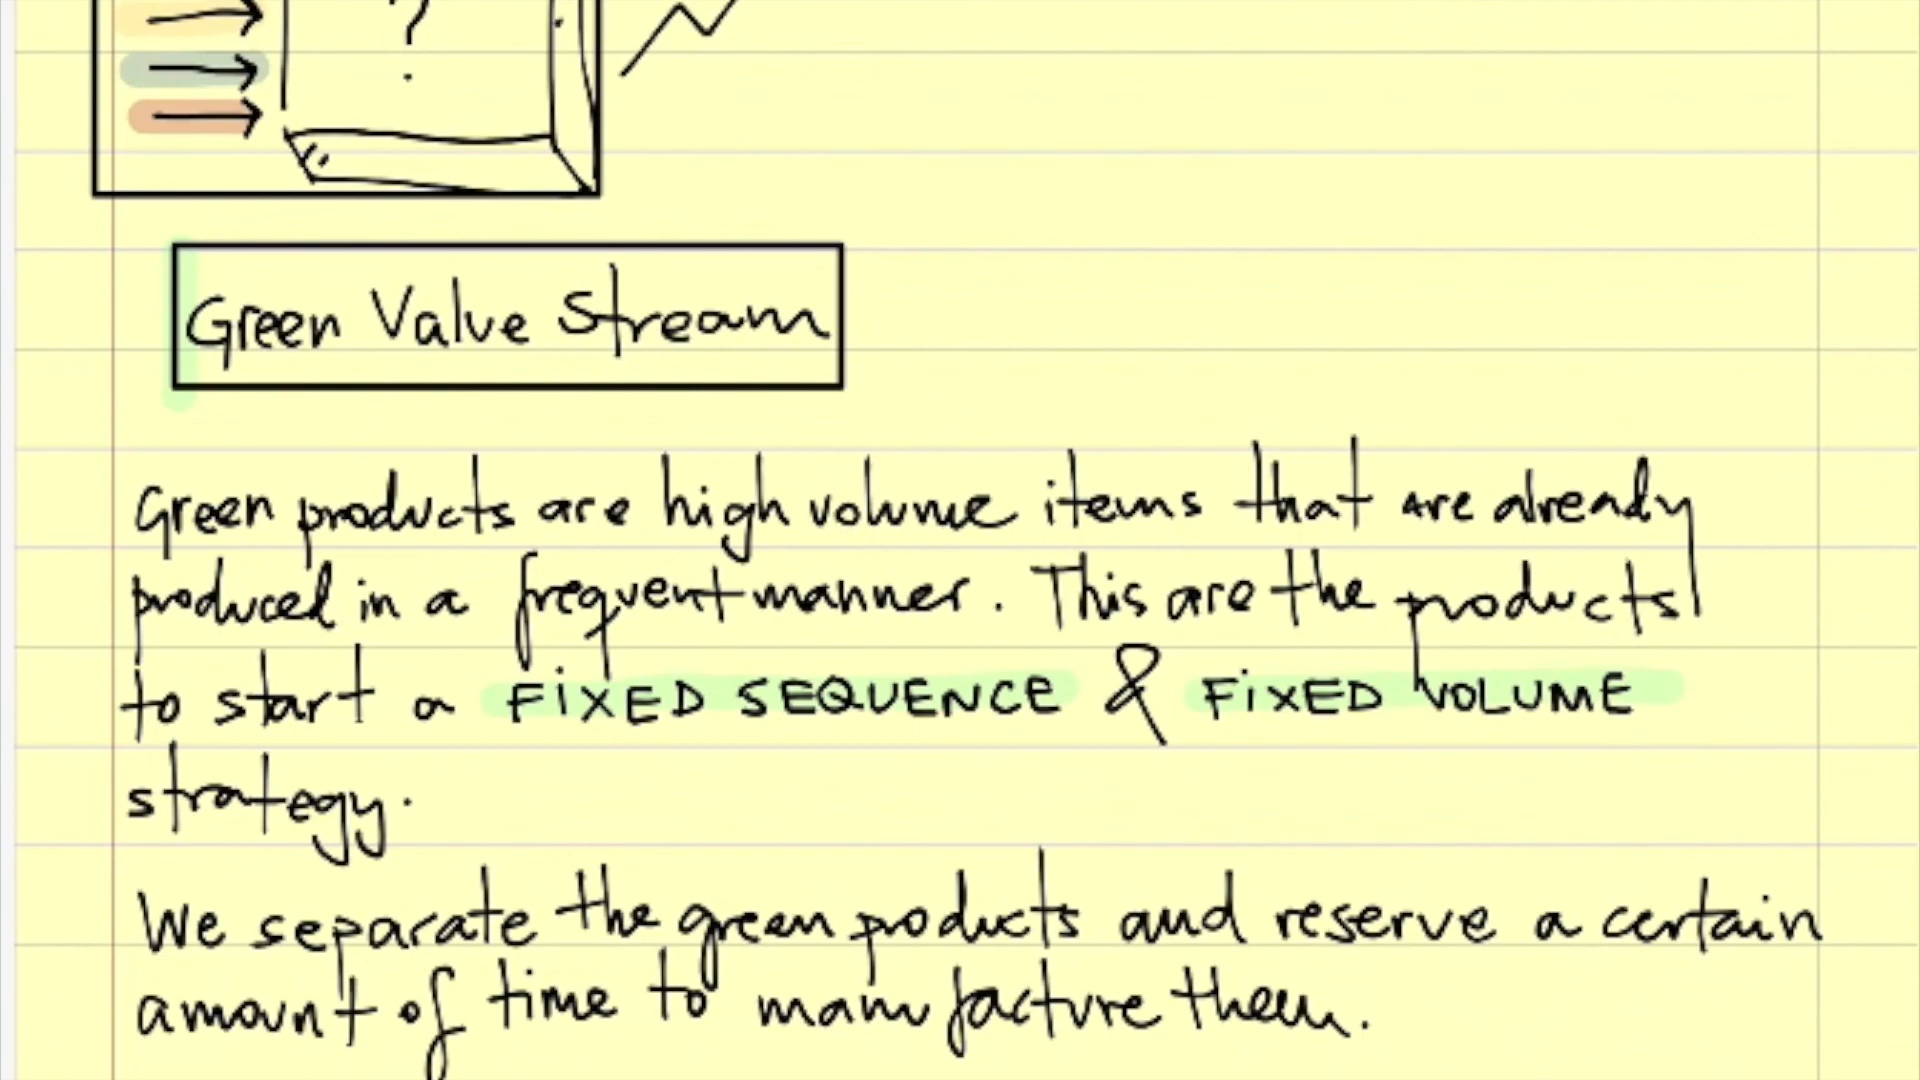 ?
Green Value Stream
Green products are high volume items that are already
produced in a frequent manner. This are the products
to start a FIXED SEQUENCE & FIXED VOLUME
strategy.
We separate the green products and reserve a certain
amount of time to manufacture them.